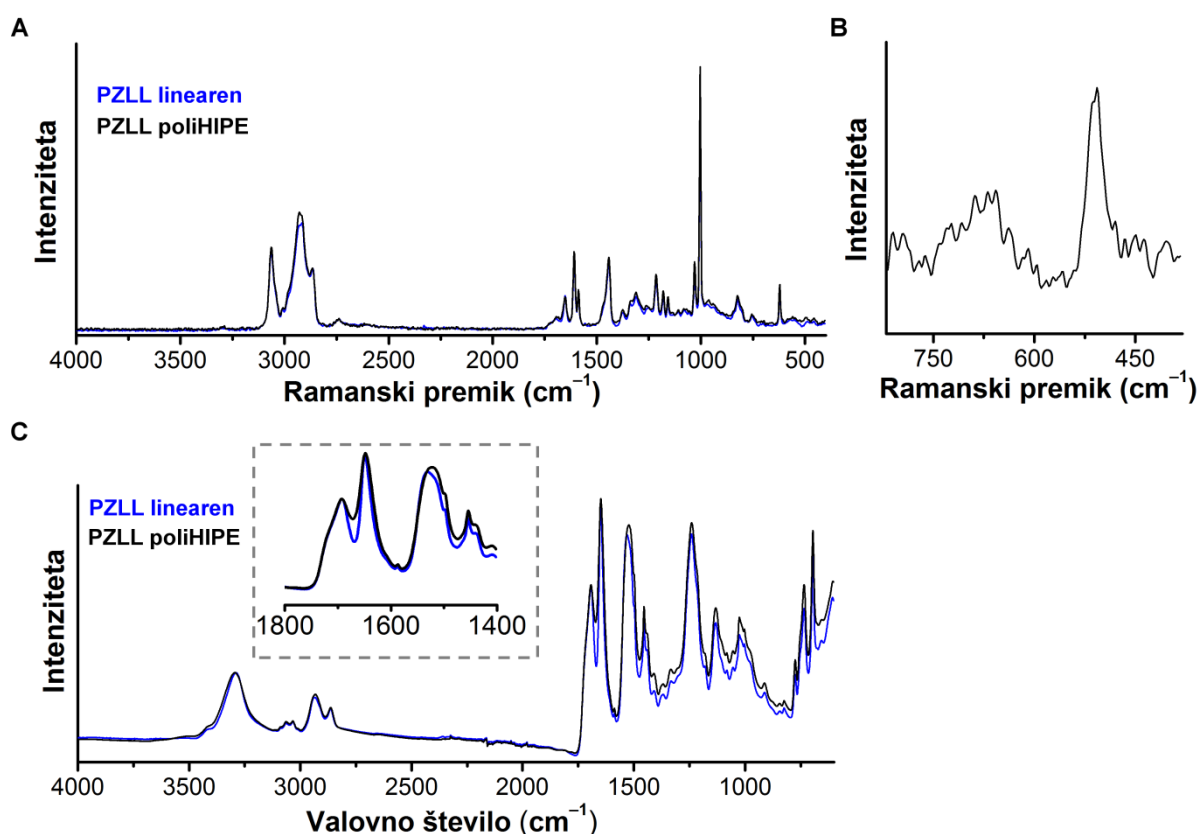 A
B
PZLL linearen
PZLL poliHIPE
Intenziteta
4000 3500 3000 2500 2000 1500 1000 500
Ramanski premik (cm⁻¹)
Intenziteta
750 600 450
Ramanski premik (cm⁻¹)
C
PZLL linearen
PZLL poliHIPE
1800 1600 1400
Intenziteta
4000 3500 3000 2500 2000 1500 1000
Valovno število (cm⁻¹)